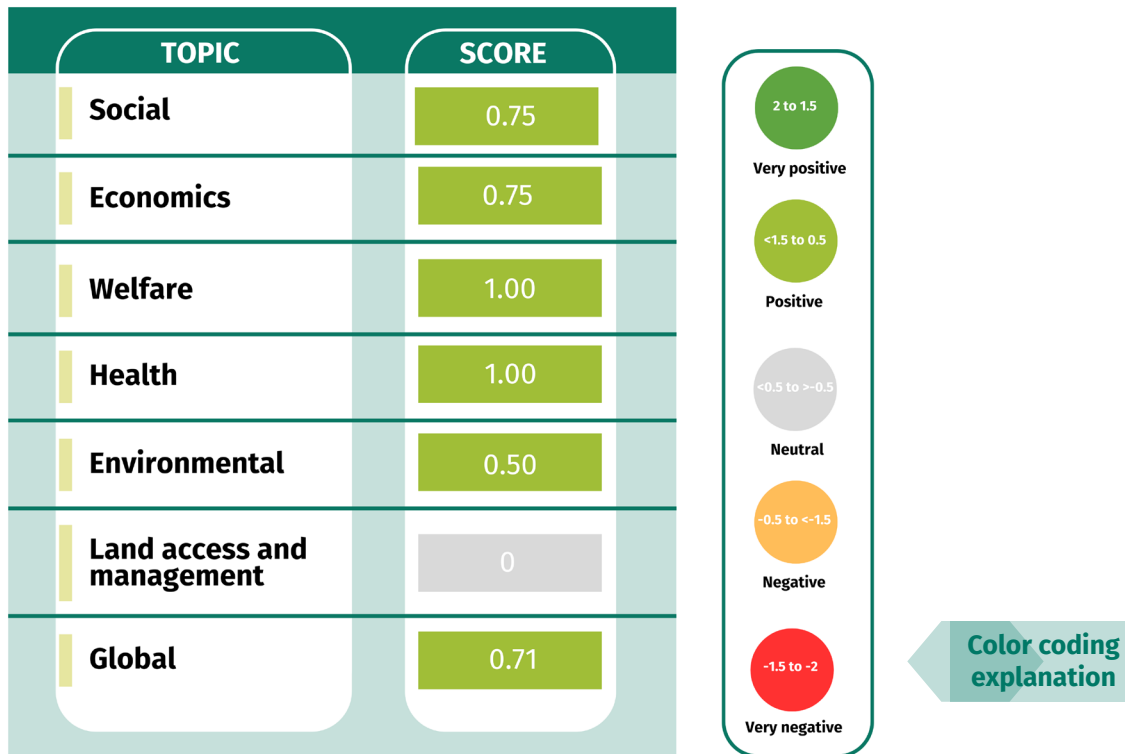 TOPIC SCORE
Social 0.75
Economics 0.75
Welfare 1.00
Health 1.00
Environmental 0.50
Land access and
management 0
Global 0.71
2 to 1.5
Very positive
<1.5 to 0.5
Positive
<0.5 to >-0.5
Neutral
-0.5 to <-1.5
Negative
-1.5 to -2
Very negative
Color coding
explanation